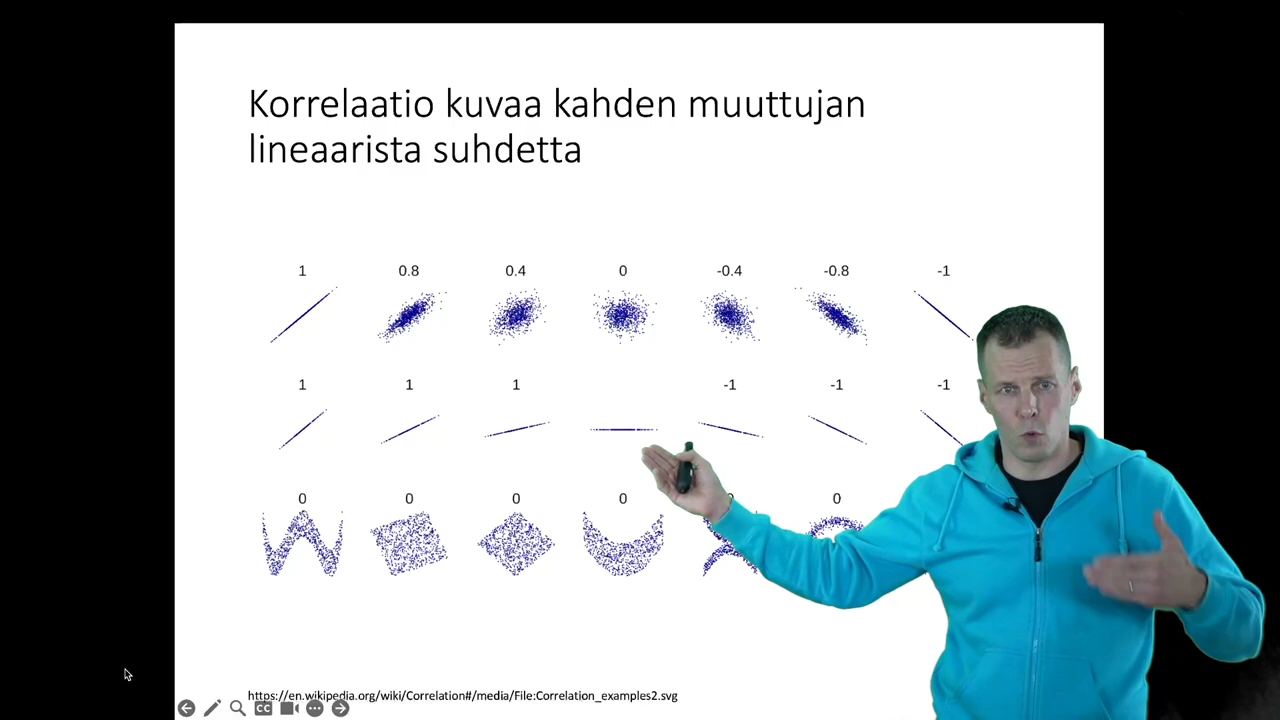 Korrelaatio kuvaa kahden muuttujan
lineaarista suhdetta
1 0.8 0.4 0 -0.4 -0.8 -1
1 1 1 -1 -1 -1
0 0 0 0 0
https://en.wikipedia.org/wiki/Correlation#/media/File:Correlation_examples2.svg
CC